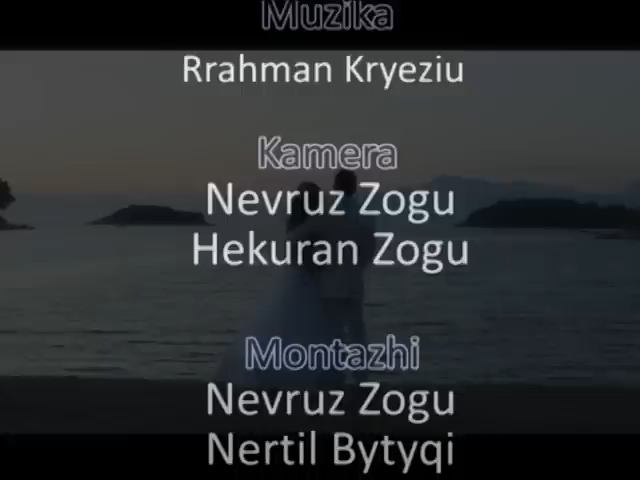 Muzika
Rrahman Kryeziu
Kamera
Nevruz Zogu
Hekuran Zogu
Montazhi
Nevruz Zogu
Nertil Bytyqi